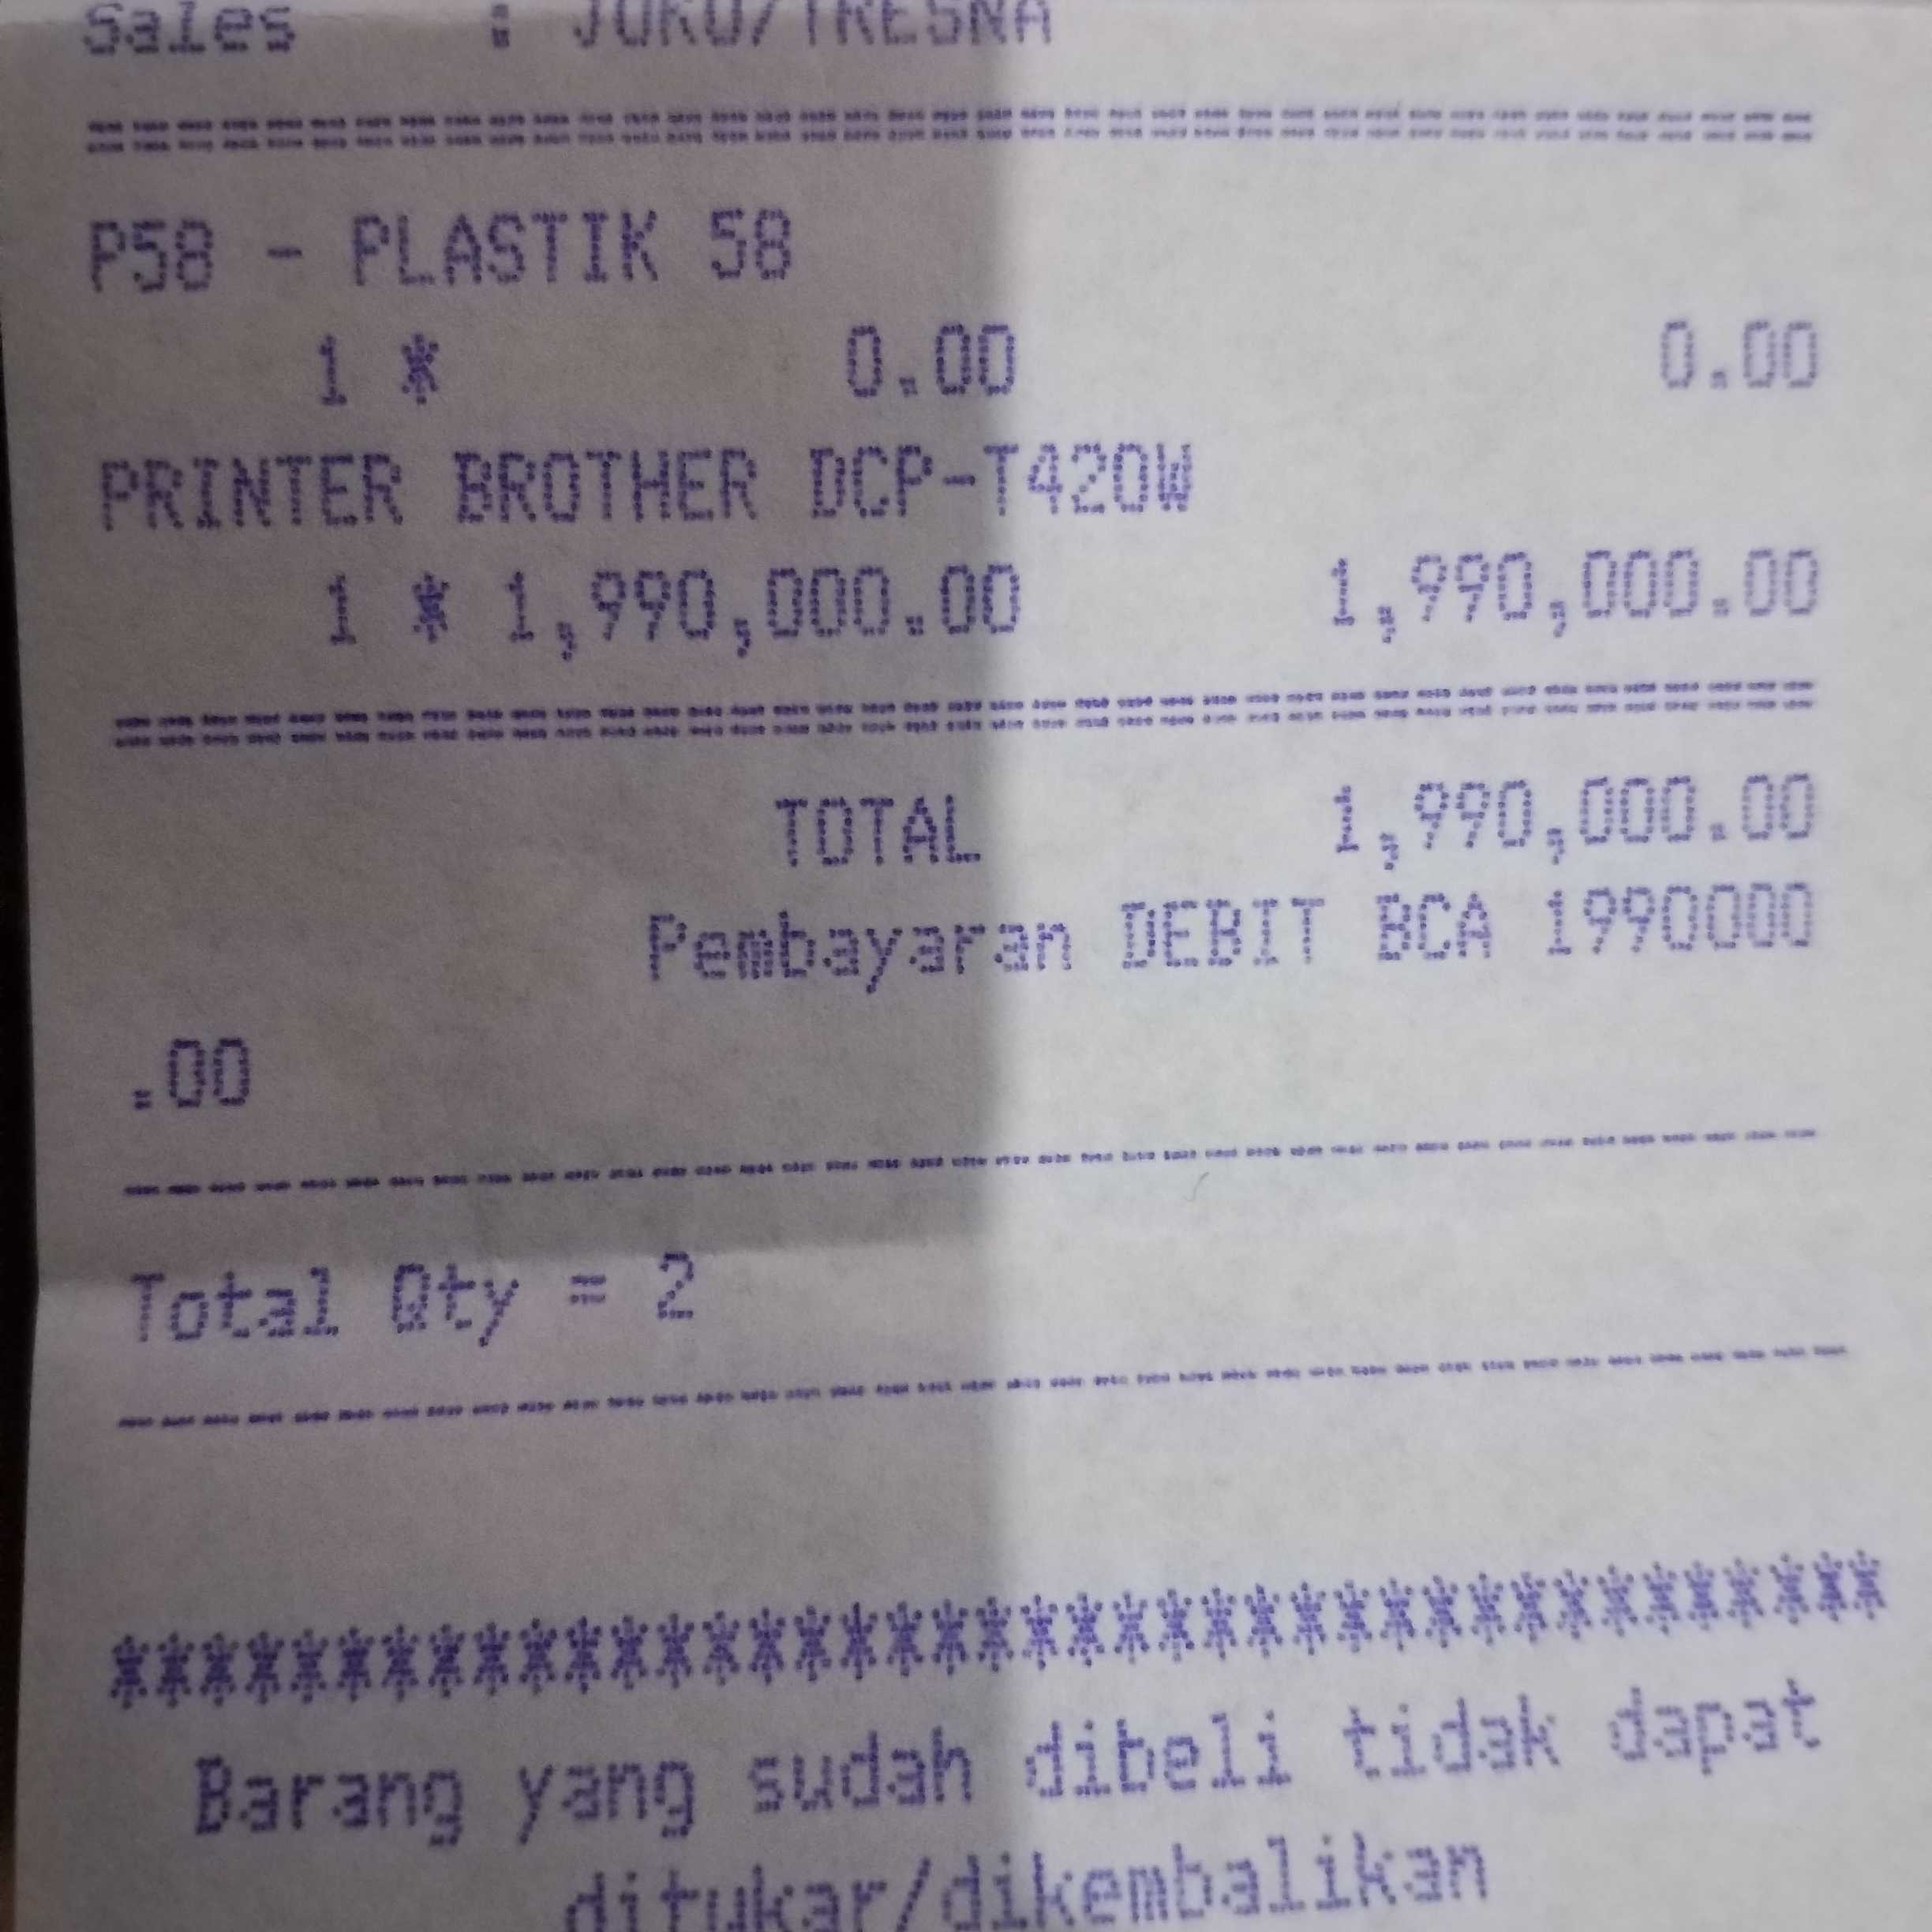 Sales : JOKO/TRESNA
========================================
P58 - PLASTIK 58
1 * 0.00 0.00
PRINTER BROTHER DCP-T420W
1 * 1,990,000.00 1,990,000.00
========================================
TOTAL 1,990,000.00
Pembayaran DEBIT BCA 1990000
.00
----------------------------------------
Total Qty = 2
----------------------------------------
***************************************
Barang yang sudah dibeli tidak dapat
ditukar/dikembalikan